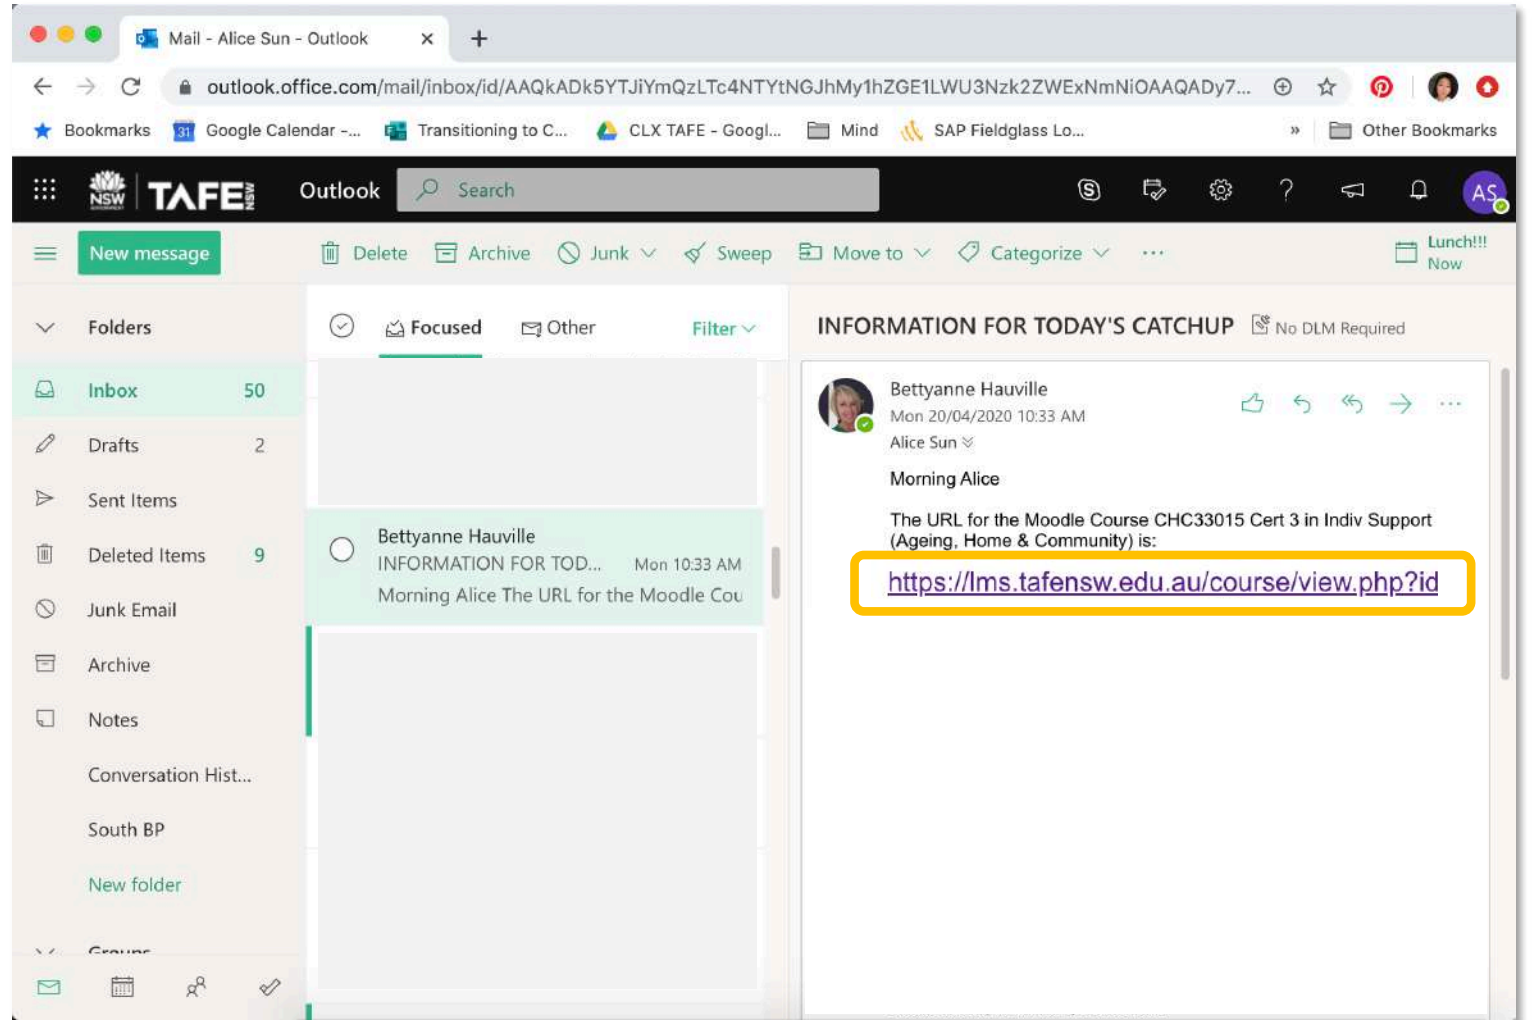 Mail - Alice Sun - Outlook
outlook.office.com/mail/inbox/id/AAQkADk5YTJiYmQzLTc4NTYtNGJhMy1hZGE1LWU3Nzk2ZWExNmNiOAAQADy7...
Bookmarks 31 Google Calendar -... Transitioning to C... CLX TAFE - Googl... Mind SAP Fieldglass Lo... » Other Bookmarks
NSW GOVERNMENT TAFE NSW Outlook Search AS
New message Delete Archive Junk Sweep Move to Categorize ... Lunch!!!
Now
Folders
Inbox 50
Drafts 2
Sent Items
Deleted Items 9
Junk Email
Archive
Notes
Conversation Hist...
South BP
New folder
Groups
Focused Other Filter
Bettyanne Hauville
INFORMATION FOR TOD... Mon 10:33 AM
Morning Alice The URL for the Moodle Cou
INFORMATION FOR TODAY'S CATCHUP No DLM Required
Bettyanne Hauville
Mon 20/04/2020 10:33 AM
Alice Sun
Morning Alice
The URL for the Moodle Course CHC33015 Cert 3 in Indiv Support
(Ageing, Home & Community) is:
https://lms.tafensw.edu.au/course/view.php?id